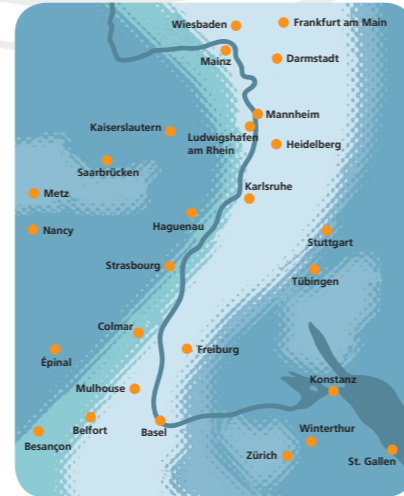 Wiesbaden
Frankfurt am Main
Mainz
Darmstadt
Mannheim
Kaiserslautern
Ludwigshafen
am Rhein
Heidelberg
Saarbrücken
Metz
Karlsruhe
Haguenau
Nancy
Stuttgart
Strasbourg
Tübingen
Colmar
Épinal
Freiburg
Konstanz
Mulhouse
Belfort
Basel
Besançon
Winterthur
Zürich
St. Gallen